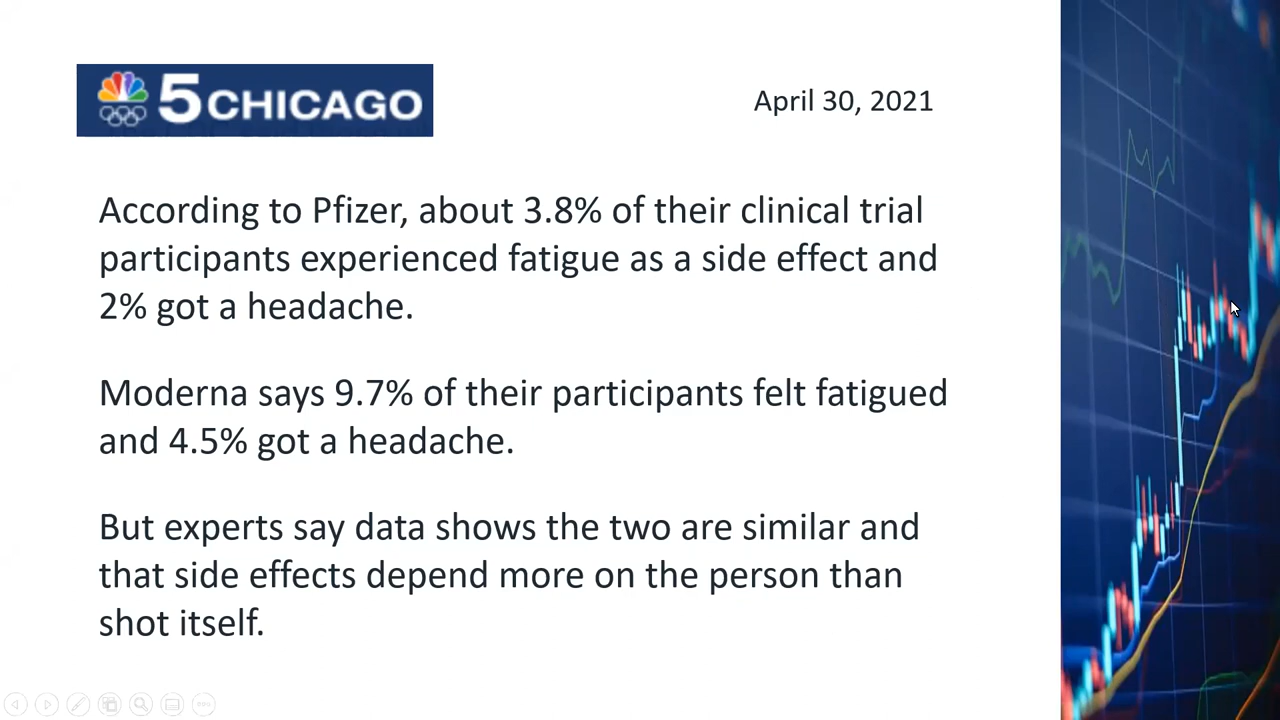 5 CHICAGO
April 30, 2021
According to Pfizer, about 3.8% of their clinical trial
participants experienced fatigue as a side effect and
2% got a headache.
Moderna says 9.7% of their participants felt fatigued
and 4.5% got a headache.
But experts say data shows the two are similar and
that side effects depend more on the person than
shot itself.